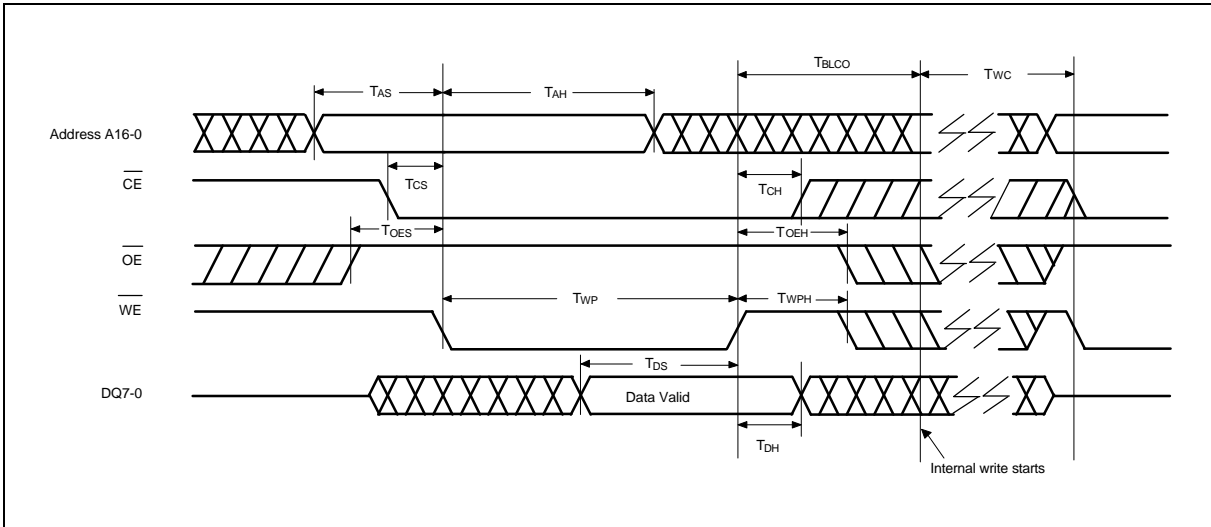 TBLCO
TWC
TAS
TAH
Address A16-0
TCS
TCH
CE
TOES
TOEH
OE
TWP
TWPH
WE
TDS
DQ7-0
Data Valid
TDH
Internal write starts